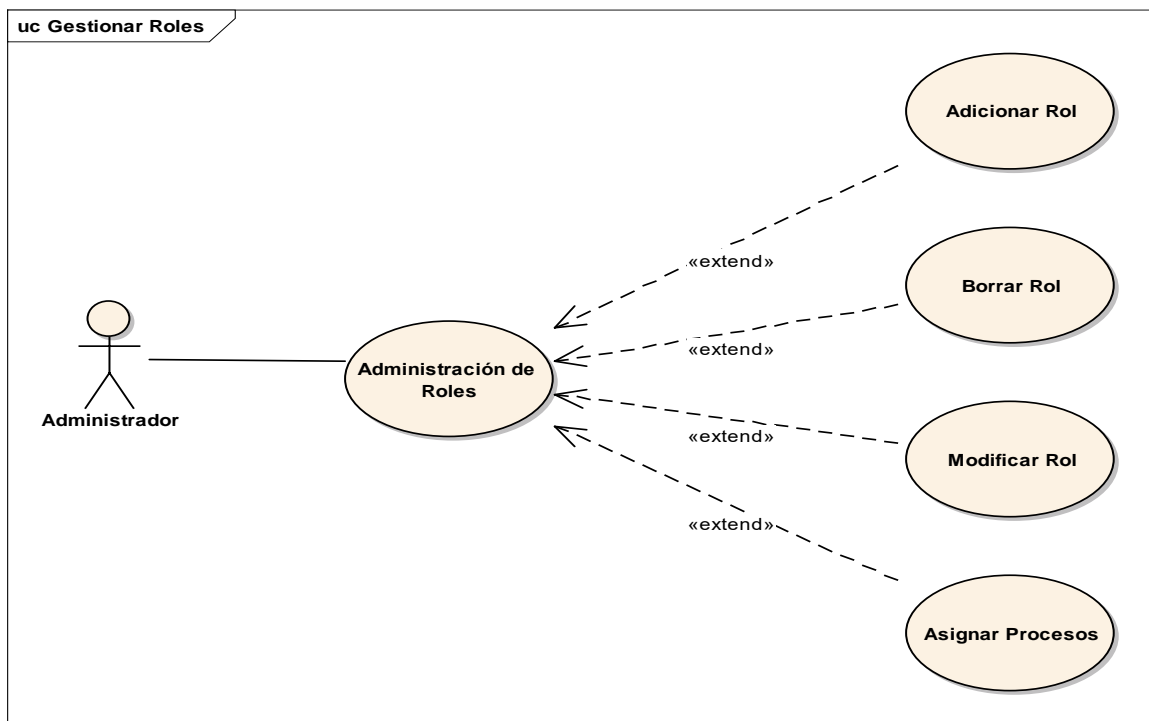 uc Gestionar Roles
Adicionar Rol
«extend»
Borrar Rol
«extend»
Administración de
Roles
Administrador
«extend»
Modificar Rol
«extend»
Asignar Procesos